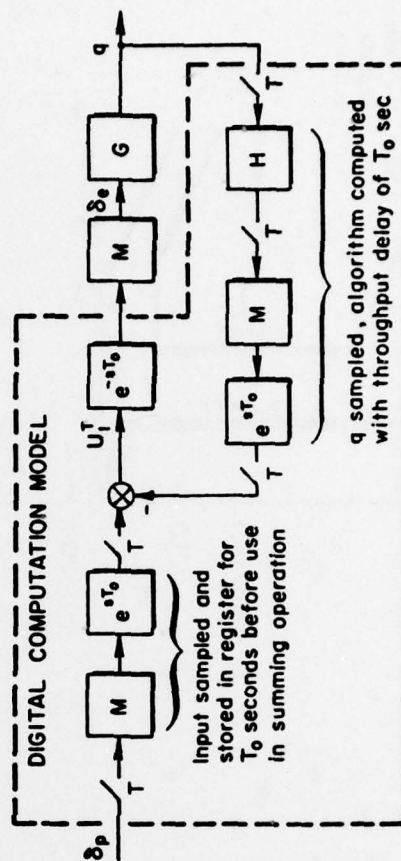 DIGITAL COMPUTATION MODEL
δp
T
M
e^{sT₀}
T
U₁ᵀ
e^{-sT₀}
M
δe
G
q
-
T
e^{sT₀}
M
T
H
T
Input sampled and
stored in register for
T₀ seconds before use
in summing operation
q sampled, algorithm computed
with throughput delay of T₀ sec